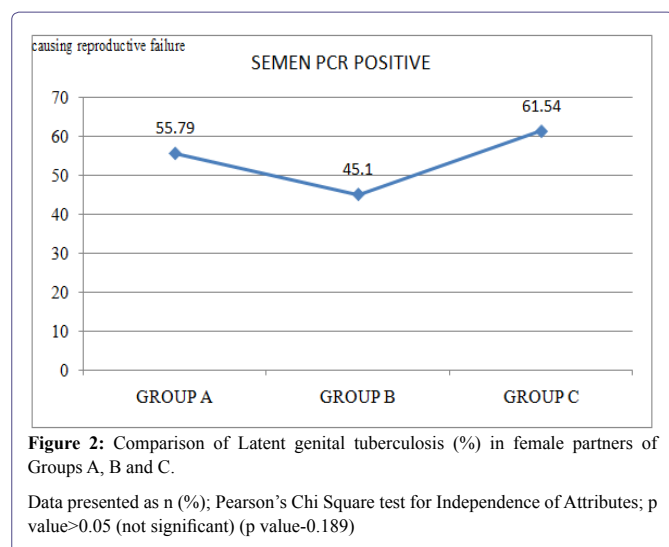 causing reproductive failure
SEMEN PCR POSITIVE
70
60
50
40
30
20
10
0
55.79
45.1
61.54
GROUP A
GROUP B
GROUP C
Figure 2: Comparison of Latent genital tuberculosis (%) in female partners of
Groups A, B and C.
Data presented as n (%); Pearson's Chi Square test for Independence of Attributes; p
value>0.05 (not significant) (p value-0.189)